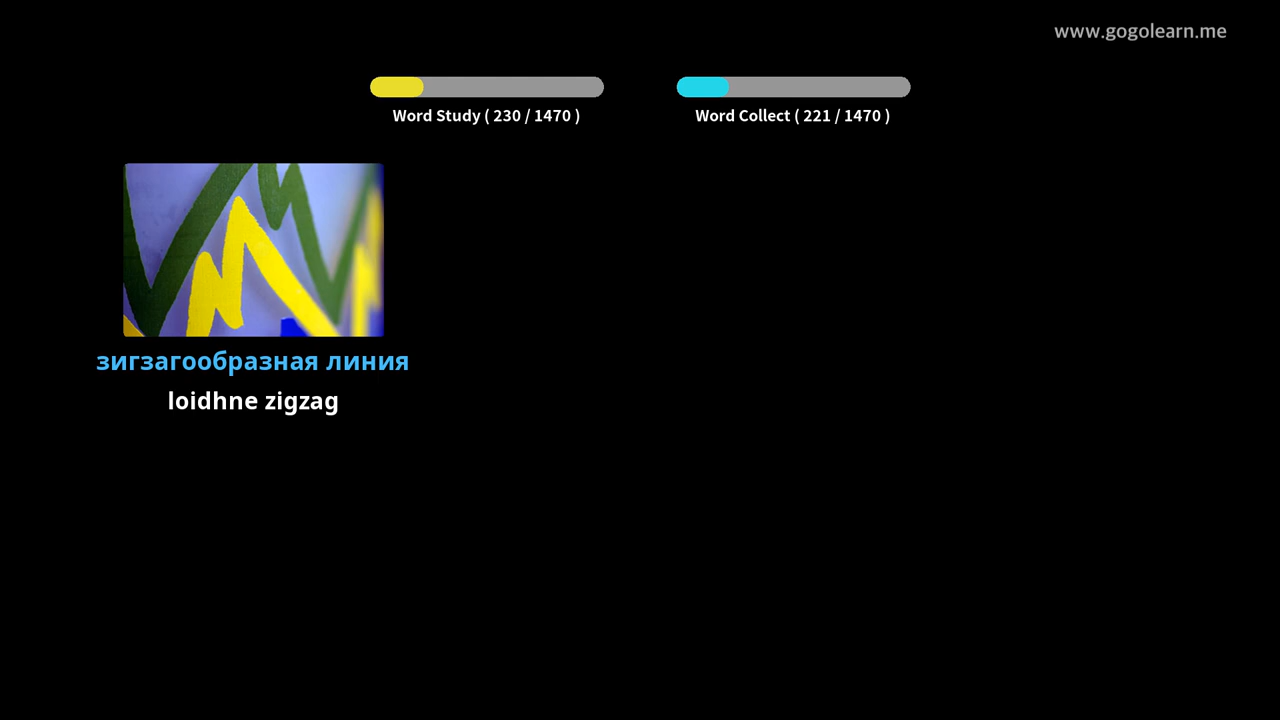 www.gogolearn.me
Word Study ( 230 / 1470 )
Word Collect ( 221 / 1470 )
зигзагообразная линия
loidhne zigzag